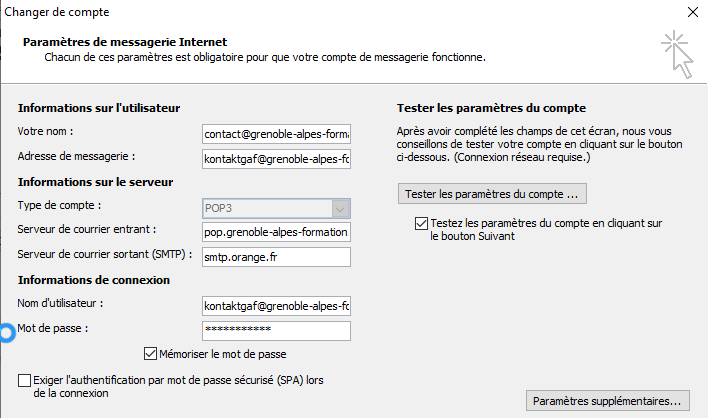 Changer de compte
Paramètres de messagerie Internet
Chacun de ces paramètres est obligatoire pour que votre compte de messagerie fonctionne.
Informations sur l'utilisateur
Votre nom :
contact@grenoble-alpes-forma
Adresse de messagerie :
kontaktgaf@grenoble-alpes-fo
Informations sur le serveur
Type de compte :
POP3
Serveur de courrier entrant :
pop.grenoble-alpes-formation
Serveur de courrier sortant (SMTP) :
smtp.orange.fr
Informations de connexion
Nom d'utilisateur :
kontaktgaf@grenoble-alpes-fo
Mot de passe :
***********
Mémoriser le mot de passe
Exiger l'authentification par mot de passe sécurisé (SPA) lors
de la connexion
Tester les paramètres du compte
Après avoir complété les champs de cet écran, nous vous
conseillons de tester votre compte en cliquant sur le bouton
ci-dessous. (Connexion réseau requise.)
Tester les paramètres du compte ...
Testez les paramètres du compte en cliquant sur
le bouton Suivant
Paramètres supplémentaires...